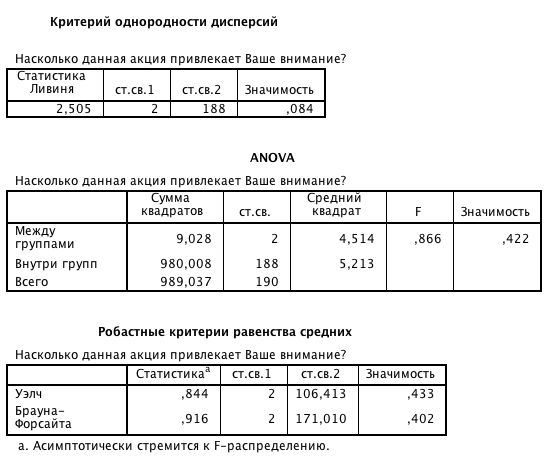 Критерий однородности дисперсий
Насколько данная акция привлекает Ваше внимание?
Статистика Ливиня ст.св.1 ст.св.2 Значимость
2,505 2 188 ,084
ANOVA
Насколько данная акция привлекает Ваше внимание?
Сумма квадратов ст.св. Средний квадрат F Значимость
Между группами 9,028 2 4,514 ,866 ,422
Внутри групп 980,008 188 5,213
Всего 989,037 190
Робастные критерии равенства средних
Насколько данная акция привлекает Ваше внимание?
Статистикаa ст.св.1 ст.св.2 Значимость
Уэлч ,844 2 106,413 ,433
Брауна-Форсайта ,916 2 171,010 ,402
a. Асимптотически стремится к F-распределению.